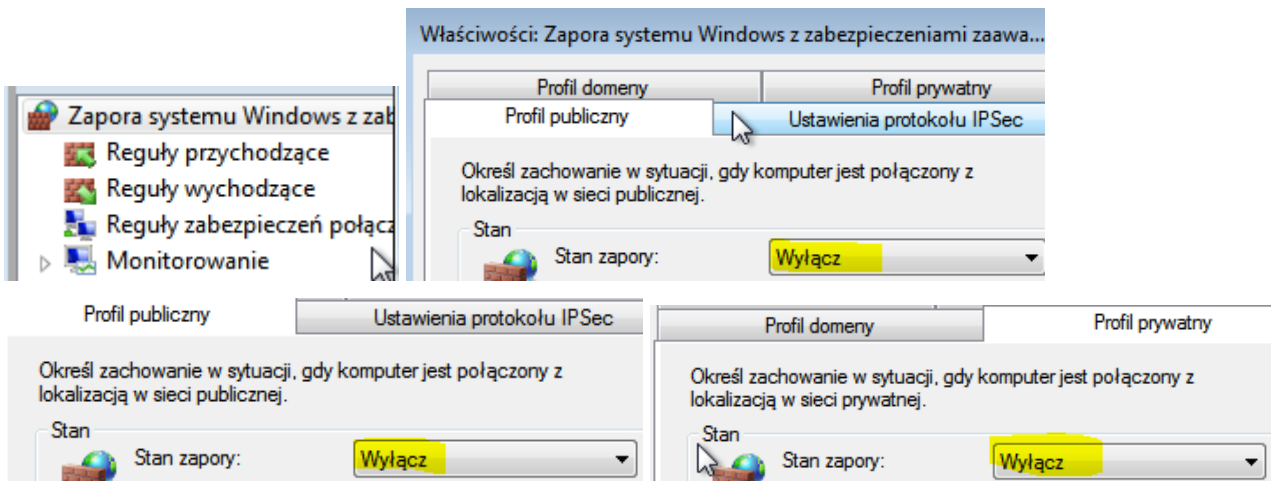 Właściwości: Zapora systemu Windows z zabezpieczeniami zaawa...
Profil domeny
Profil prywatny
Profil publiczny
Ustawienia protokołu IPSec
Określ zachowanie w sytuacji, gdy komputer jest połączony z
lokalizacją w sieci publicznej.
Stan
Stan zapory:
Wyłącz
Zapora systemu Windows z zab
Reguły przychodzące
Reguły wychodzące
Reguły zabezpieczeń połącz
Monitorowanie
Profil publiczny
Ustawienia protokołu IPSec
Określ zachowanie w sytuacji, gdy komputer jest połączony z
lokalizacją w sieci publicznej.
Stan
Stan zapory:
Wyłącz
Profil domeny
Profil prywatny
Określ zachowanie w sytuacji, gdy komputer jest połączony z
lokalizacją w sieci prywatnej.
Stan
Stan zapory:
Wyłącz